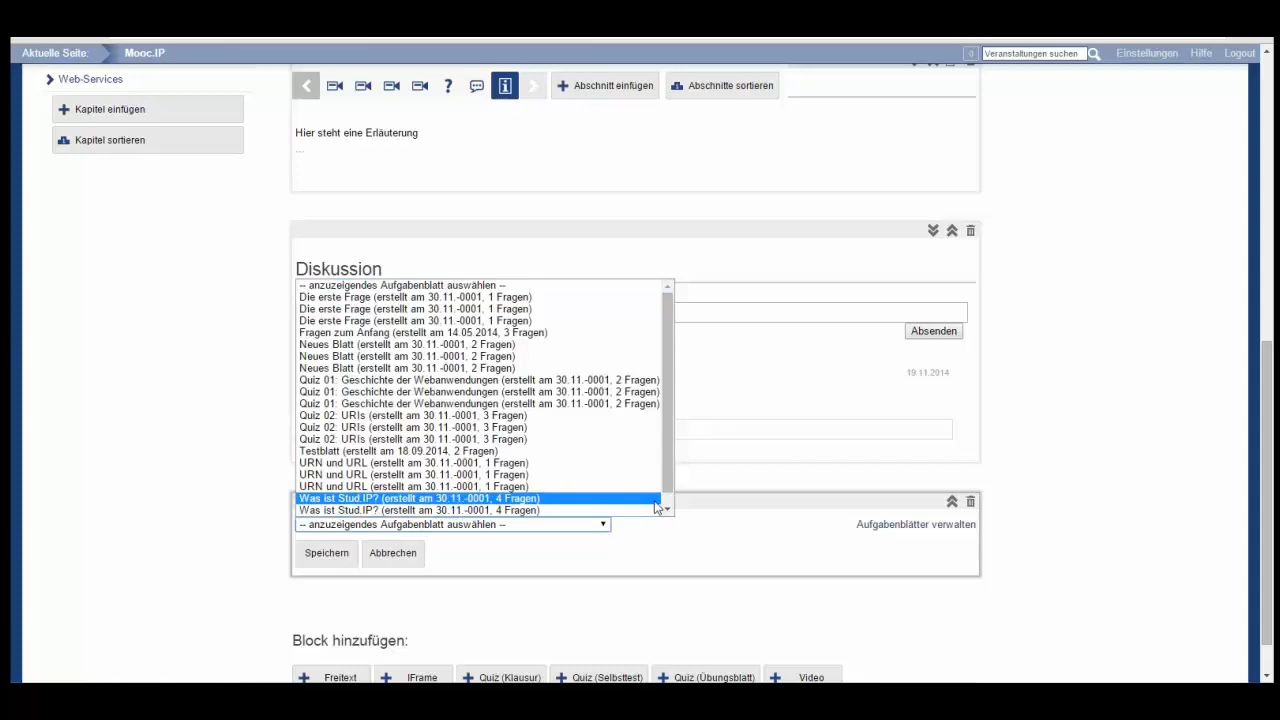 Aktuelle Seite: Mooc.IP 0 Veranstaltungen suchen Einstellungen Hilfe Logout
Web-Services
Kapitel einfügen
Kapitel sortieren
? i Abschnitt einfügen Abschnitte sortieren
Hier steht eine Erläuterung
...
Diskussion
-- anzuzeigendes Aufgabenblatt auswählen --
Die erste Frage (erstellt am 30.11.-0001, 1 Fragen)
Die erste Frage (erstellt am 30.11.-0001, 1 Fragen)
Die erste Frage (erstellt am 30.11.-0001, 1 Fragen)
Fragen zum Anfang (erstellt am 14.05.2014, 3 Fragen)
Neues Blatt (erstellt am 30.11.-0001, 2 Fragen)
Neues Blatt (erstellt am 30.11.-0001, 2 Fragen)
Neues Blatt (erstellt am 30.11.-0001, 2 Fragen)
Quiz 01: Geschichte der Webanwendungen (erstellt am 30.11.-0001, 2 Fragen)
Quiz 01: Geschichte der Webanwendungen (erstellt am 30.11.-0001, 2 Fragen)
Quiz 01: Geschichte der Webanwendungen (erstellt am 30.11.-0001, 2 Fragen)
Quiz 02: URIs (erstellt am 30.11.-0001, 3 Fragen)
Quiz 02: URIs (erstellt am 30.11.-0001, 3 Fragen)
Quiz 02: URIs (erstellt am 30.11.-0001, 3 Fragen)
Testblatt (erstellt am 18.09.2014, 2 Fragen)
URN und URL (erstellt am 30.11.-0001, 1 Fragen)
URN und URL (erstellt am 30.11.-0001, 1 Fragen)
URN und URL (erstellt am 30.11.-0001, 1 Fragen)
Was ist Stud.IP? (erstellt am 30.11.-0001, 4 Fragen)
Was ist Stud.IP? (erstellt am 30.11.-0001, 4 Fragen)
Absenden
19.11.2014
-- anzuzeigendes Aufgabenblatt auswählen -- Aufgabenblätter verwalten
Speichern Abbrechen
Block hinzufügen:
Freitext IFrame Quiz (Klausur) Quiz (Selbsttest) Quiz (Übungsblatt) Video